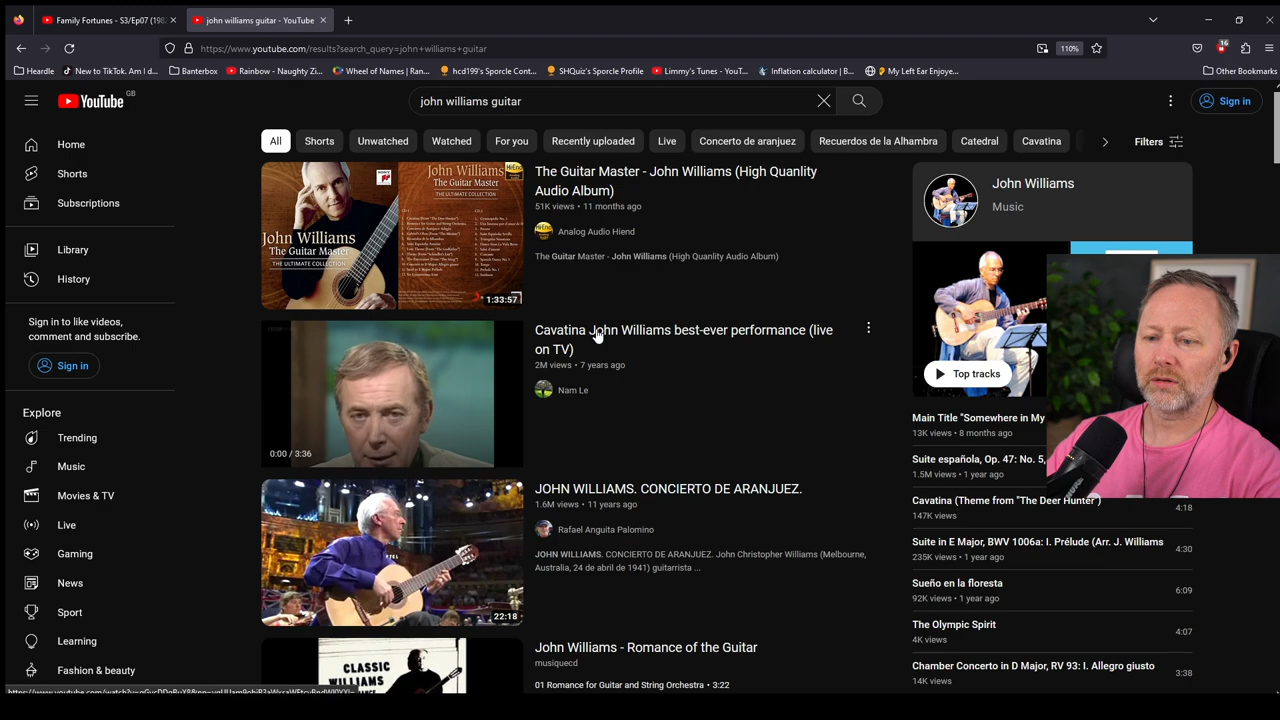 Family Fortunes - S3/Ep07 (198
john williams guitar - YouTube
https://www.youtube.com/results?search_query=john+williams+guitar
110%
16
Heardle
New to TikTok. Am I d...
Banterbox
Rainbow - Naughty Zi...
Wheel of Names | Ran...
hcd199's Sporcle Cont...
SHQuiz's Sporcle Profile
Limmy's Tunes - YouT...
Inflation calculator | B...
My Left Ear Enjoye...
Other Bookmarks
YouTube GB
john williams guitar
Sign in
Home
Shorts
Subscriptions
Library
History
Sign in to like videos,
comment and subscribe.
Sign in
Explore
Trending
Music
Movies & TV
Live
Gaming
News
Sport
Learning
Fashion & beauty
All
Shorts
Unwatched
Watched
For you
Recently uploaded
Live
Concerto de aranjuez
Recuerdos de la Alhambra
Catedral
Cavatina
Filters
John Williams
The Guitar Master
THE ULTIMATE COLLECTION
John Williams
The Guitar Master
THE ULTIMATE COLLECTION
1:33:57
The Guitar Master - John Williams (High Quanlity
Audio Album)
51K views • 11 months ago
Analog Audio Hiend
The Guitar Master - John Williams (High Quanlity Audio Album)
0:00 / 3:36
Cavatina John Williams best-ever performance (live
on TV)
2M views • 7 years ago
Nam Le
22:18
JOHN WILLIAMS. CONCIERTO DE ARANJUEZ.
1.6M views • 11 years ago
Rafael Anguita Palomino
JOHN WILLIAMS. CONCIERTO DE ARANJUEZ. John Christopher Williams (Melbourne,
Australia, 24 de abril de 1941) guitarrista ...
CLASSIC
WILLIAMS
John Williams - Romance of the Guitar
musiquecd
01 Romance for Guitar and String Orchestra • 3:22
John Williams
Music
Top tracks
Main Title "Somewhere in My
13K views • 8 months ago
Suite española, Op. 47: No. 5,
1.5M views • 1 year ago
Cavatina (Theme from "The Deer Hunter")
147K views
4:18
Suite in E Major, BWV 1006a: I. Prélude (Arr. J. Williams
235K views • 1 year ago
4:30
Sueño en la floresta
92K views • 1 year ago
6:09
The Olympic Spirit
4K views
4:07
Chamber Concerto in D Major, RV 93: I. Allegro giusto
14K views
3:38